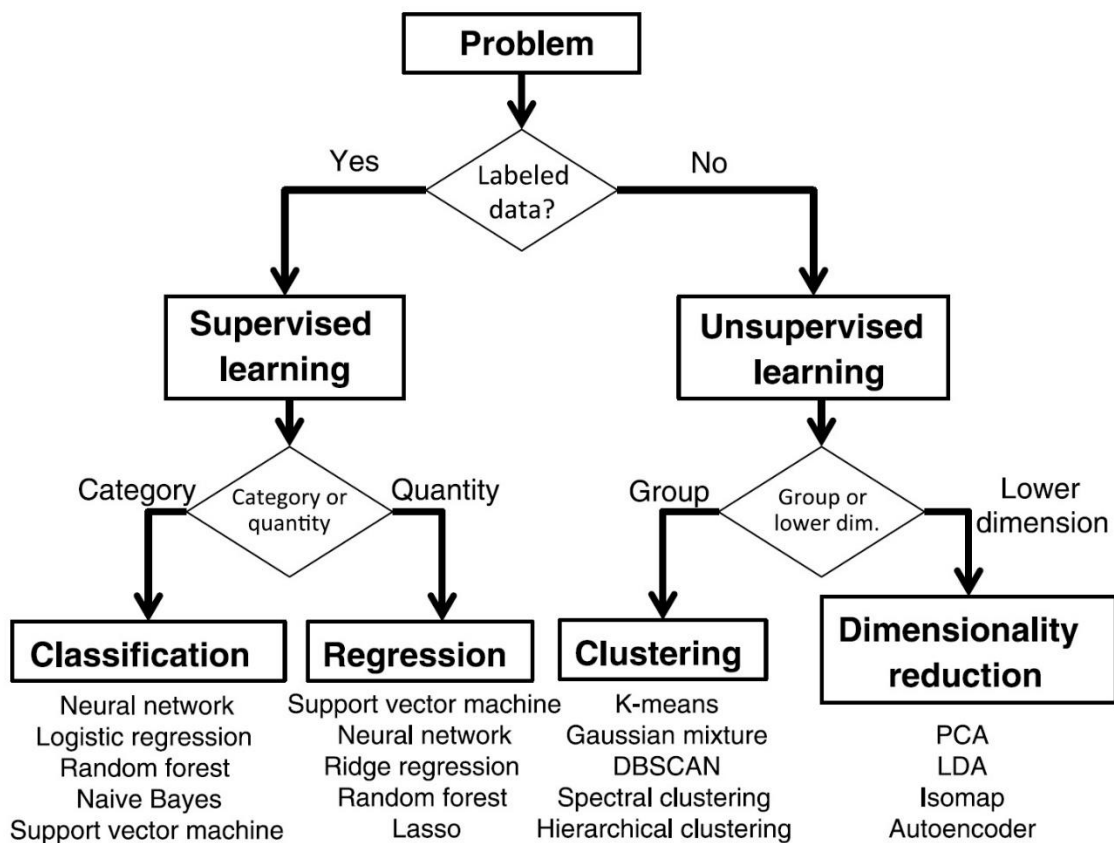 Problem
Yes
No
Labeled
data?
Supervised
learning
Unsupervised
learning
Category
Category or
quantity
Quantity
Group
Group or
lower dim.
Lower
dimension
Classification
Neural network
Logistic regression
Random forest
Naive Bayes
Support vector machine
Regression
Support vector machine
Neural network
Ridge regression
Random forest
Lasso
Clustering
K-means
Gaussian mixture
DBSCAN
Spectral clustering
Hierarchical clustering
Dimensionality
reduction
PCA
LDA
Isomap
Autoencoder